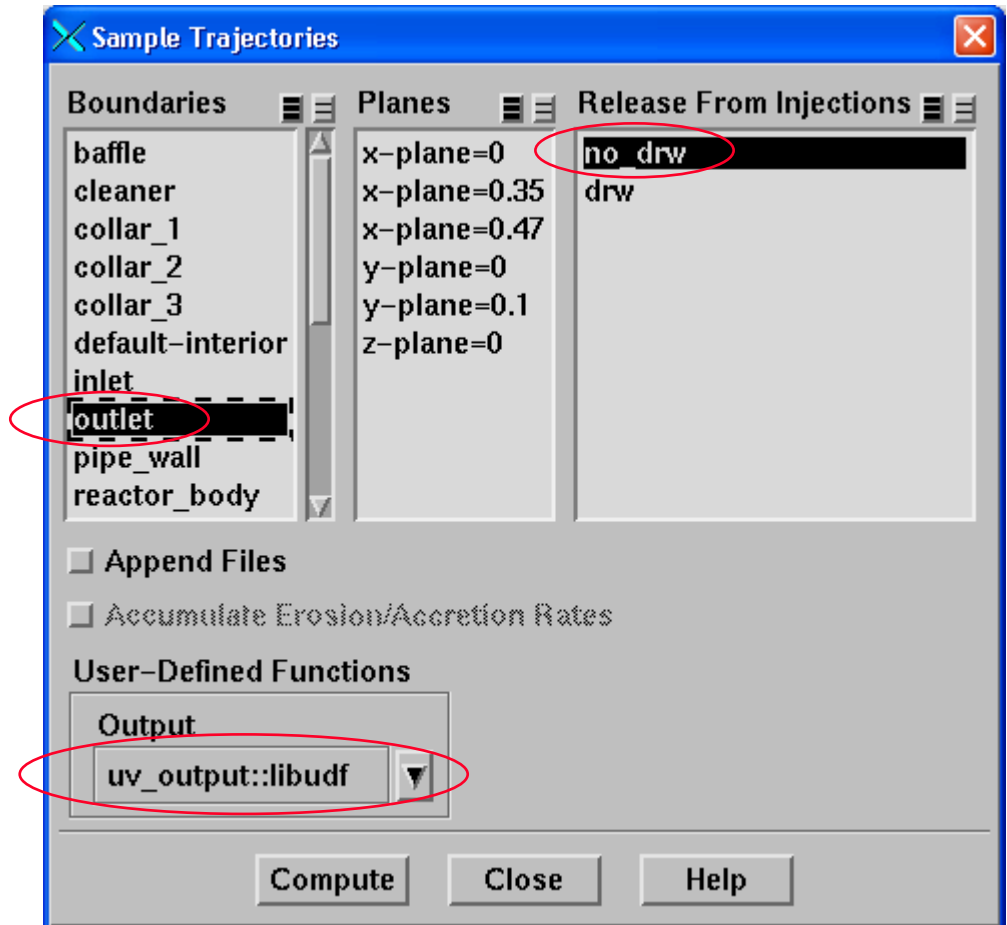 Sample Trajectories
Boundaries
baffle
cleaner
collar_1
collar_2
collar_3
default-interior
inlet
outlet
pipe_wall
reactor_body
Planes
x-plane=0
x-plane=0.35
x-plane=0.47
y-plane=0
y-plane=0.1
z-plane=0
Release From Injections
no_drw
drw
Append Files
Accumulate Erosion/Accretion Rates
User-Defined Functions
Output
uv_output::libudf
Compute Close Help